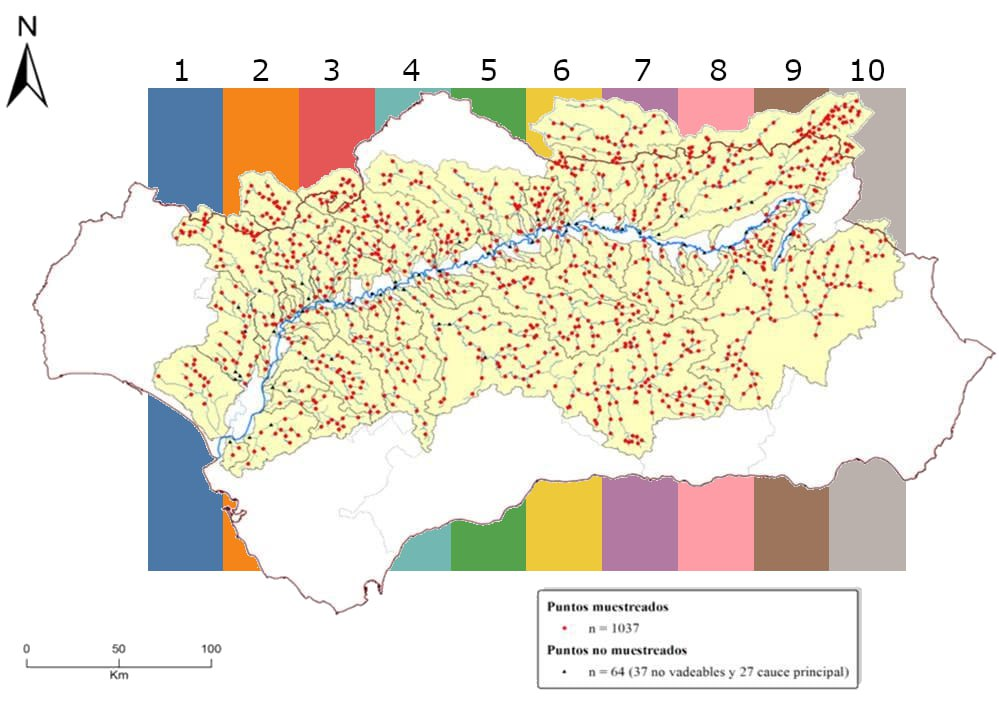 N
1 2 3 4 5 6 7 8 9 10
0 50 100
Km
Puntos muestreados
n = 1037
Puntos no muestreados
n = 64 (37 no vadeables y 27 cauce principal)